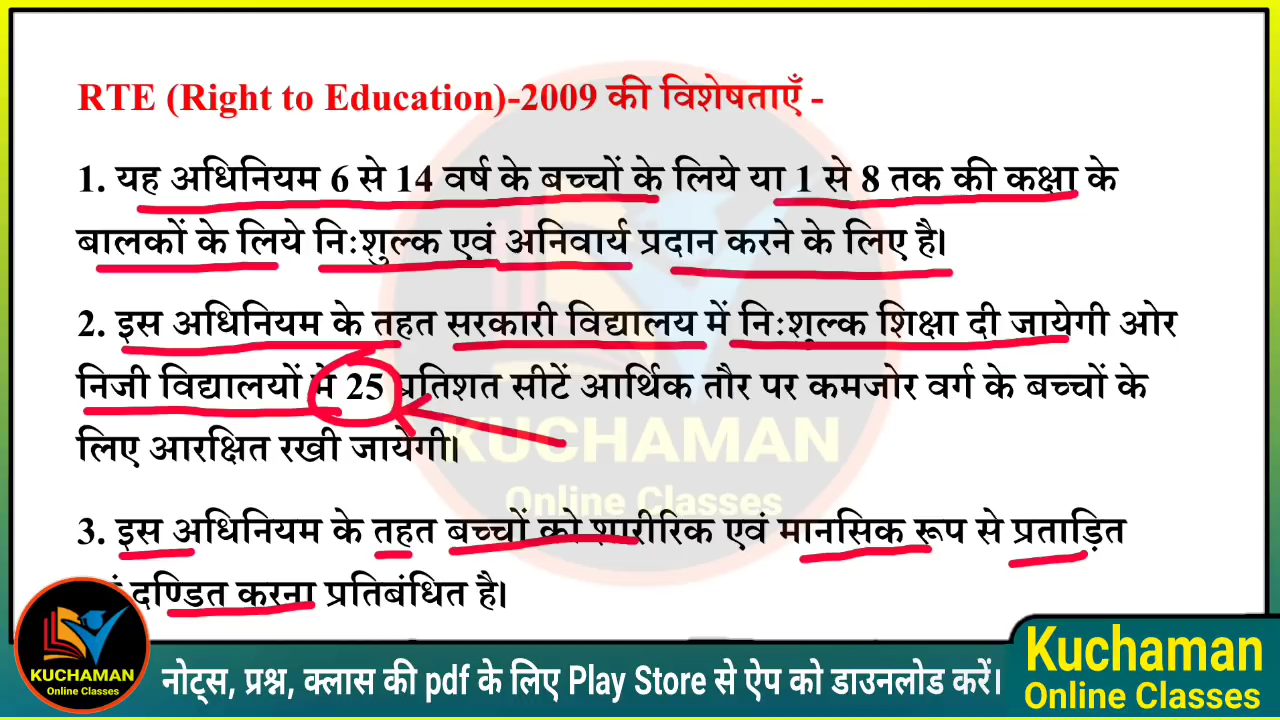 RTE (Right to Education)-2009 की विशेषताएँ -
1. यह अधिनियम 6 से 14 वर्ष के बच्चों के लिये या 1 से 8 तक की कक्षा के
बालकों के लिये निःशुल्क एवं अनिवार्य प्रदान करने के लिए है।
2. इस अधिनियम के तहत सरकारी विद्यालय में निःशुल्क शिक्षा दी जायेगी ओर
निजी विद्यालयों में 25 प्रतिशत सीटें आर्थिक तौर पर कमजोर वर्ग के बच्चों के
लिए आरक्षित रखी जायेगी।
KUCHAMAN
Online Classes
3. इस अधिनियम के तहत बच्चों को शारीरिक एवं मानसिक रूप से प्रताड़ित
दण्डित करना प्रतिबंधित है।
KUCHAMAN
Online Classes
नोट्स, प्रश्न, क्लास की pdf के लिए Play Store से ऐप को डाउनलोड करें।
Kuchaman
Online Classes